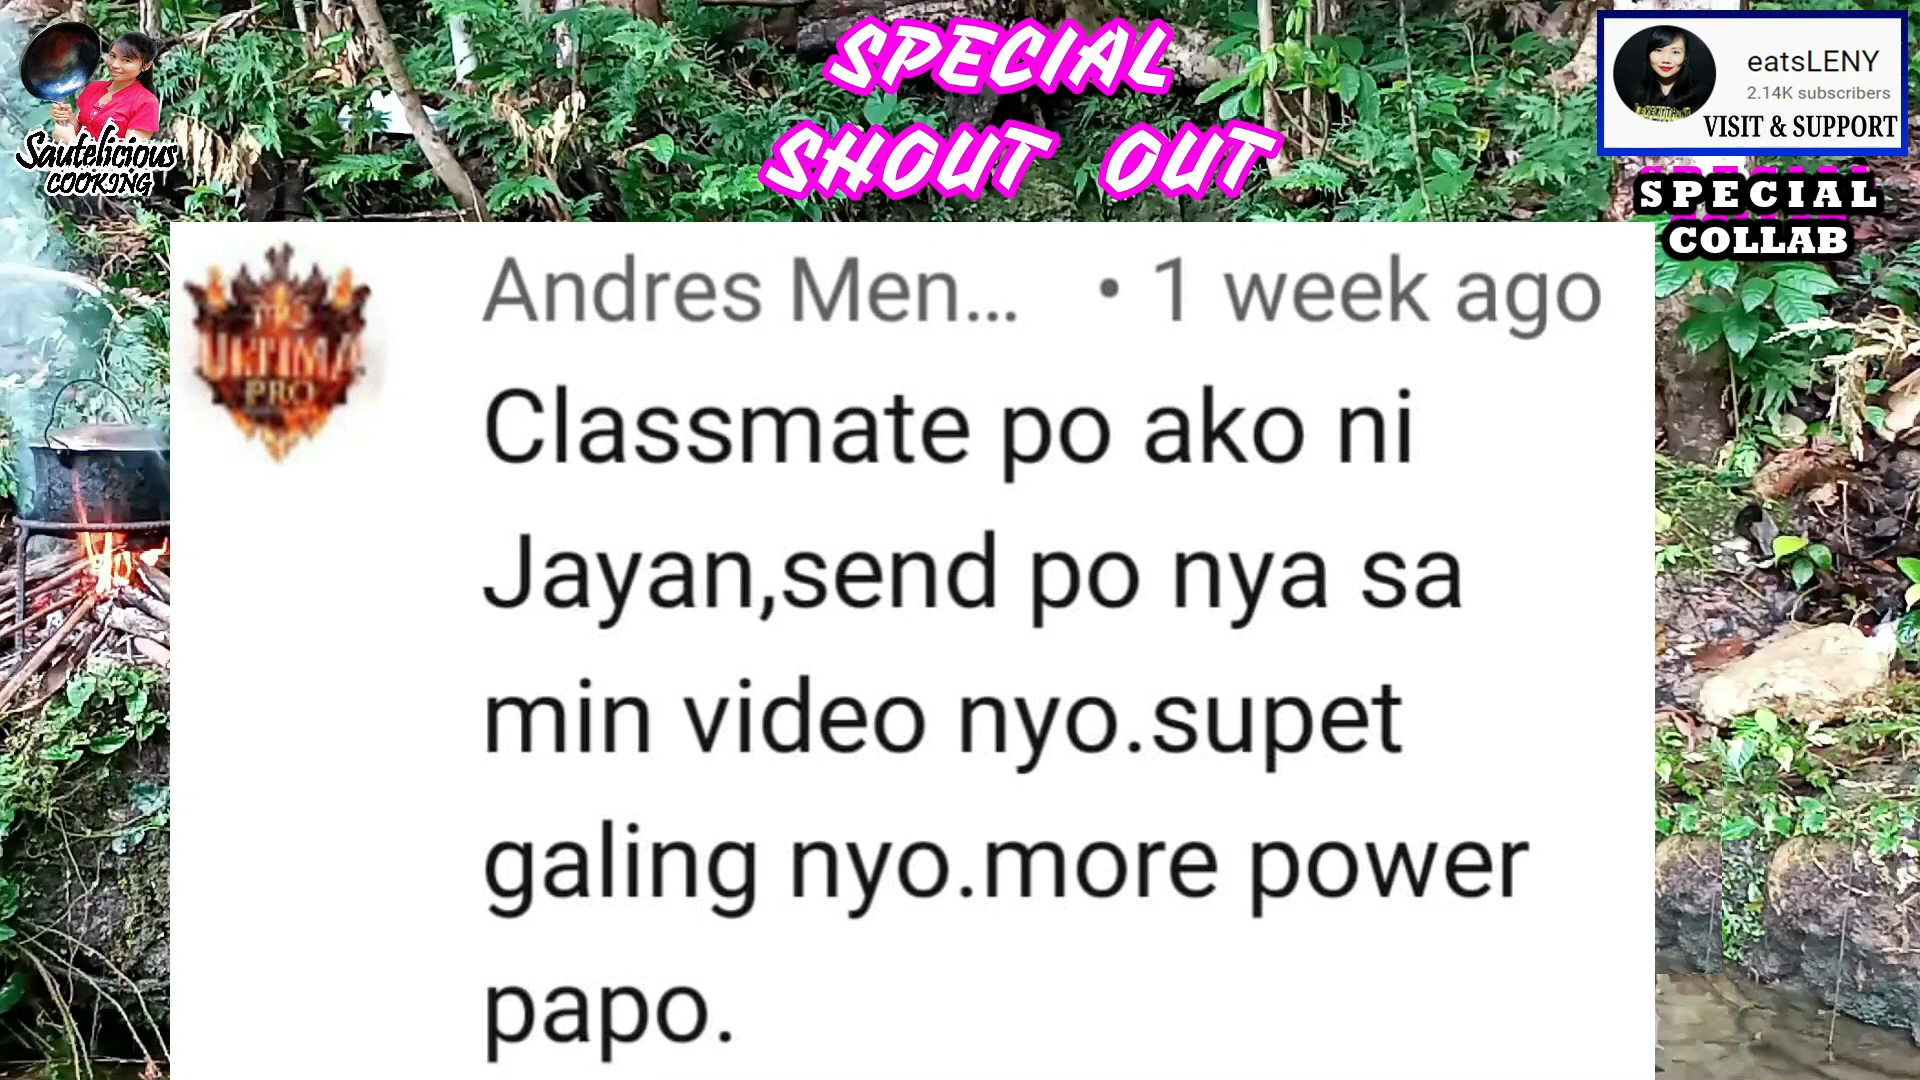 SPECIAL
SHOUT OUT
Sautelicious
COOKING
eatsLENY
2.14K subscribers
VISIT & SUPPORT
SPECIAL
COLLAB
Andres Men... • 1 week ago
Classmate po ako ni
Jayan,send po nya sa
min video nyo.supet
galing nyo.more power
papo.
PRO